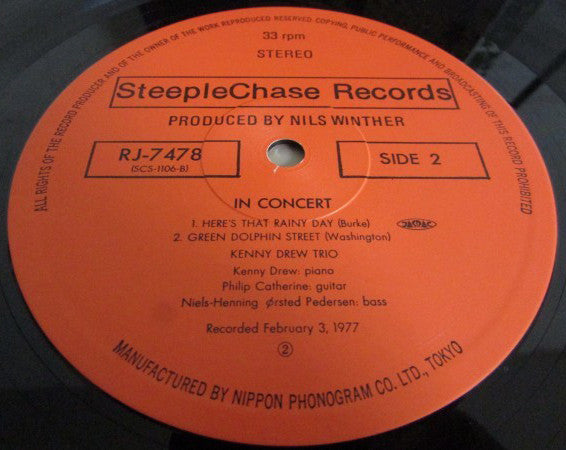 ALL RIGHTS OF THE RECORD PRODUCER AND OF THE OWNER OF THE WORK REPRODUCED RESERVED. COPYING, PUBLIC PERFORMANCE AND BROADCASTING OF THIS RECORD PROHIBITED
33 rpm
STEREO
SteepleChase Records
PRODUCED BY NILS WINTHER
RJ-7478
(SCS-1106-B)
SIDE 2
IN CONCERT
1. HERE'S THAT RAINY DAY (Burke)
2. GREEN DOLPHIN STREET (Washington)
KENNY DREW TRIO
Kenny Drew: piano
Philip Catherine: guitar
Niels-Henning Ørsted Pedersen: bass
Recorded February 3, 1977
②
MANUFACTURED BY NIPPON PHONOGRAM CO. LTD., TOKYO